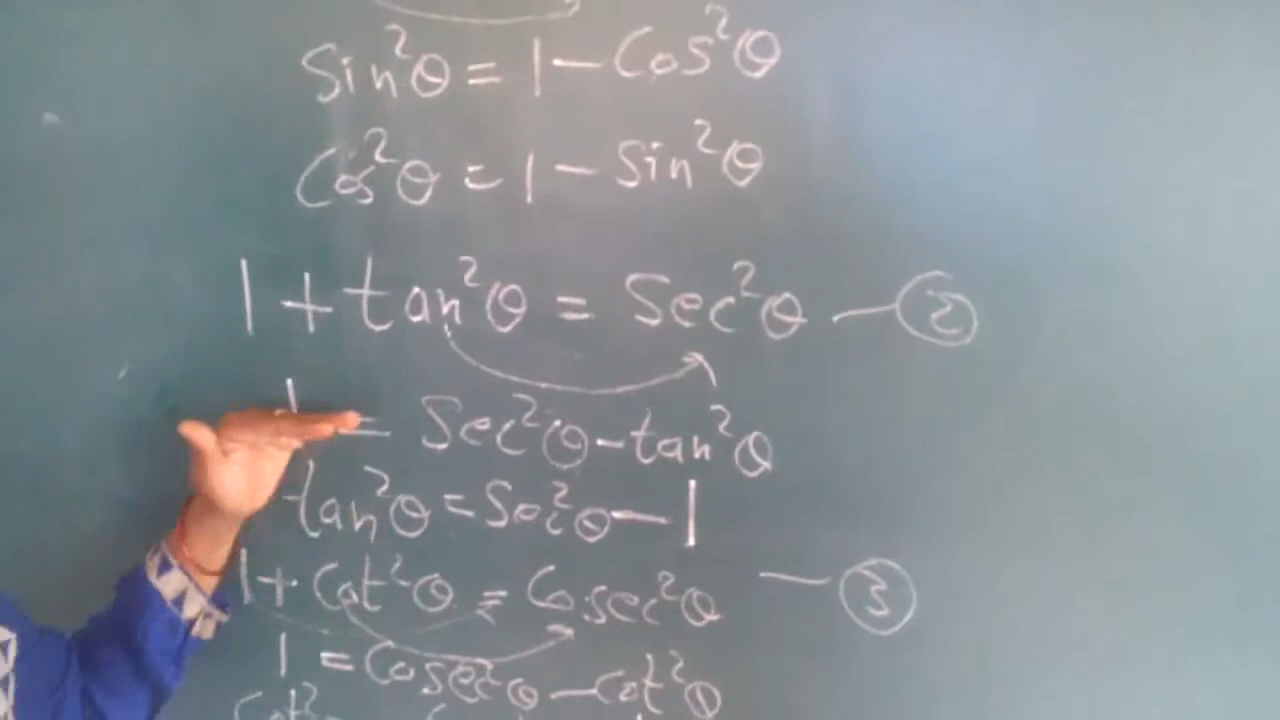 Sin²θ = 1 - Cos²θ
Cos²θ = 1 - Sin²θ
1 + tan²θ = Sec²θ — ②
1 = Sec²θ - tan²θ
tan²θ = Sec²θ - 1
1 + Cot²θ = Cosec²θ — ③
1 = Cosec²θ - Cot²θ